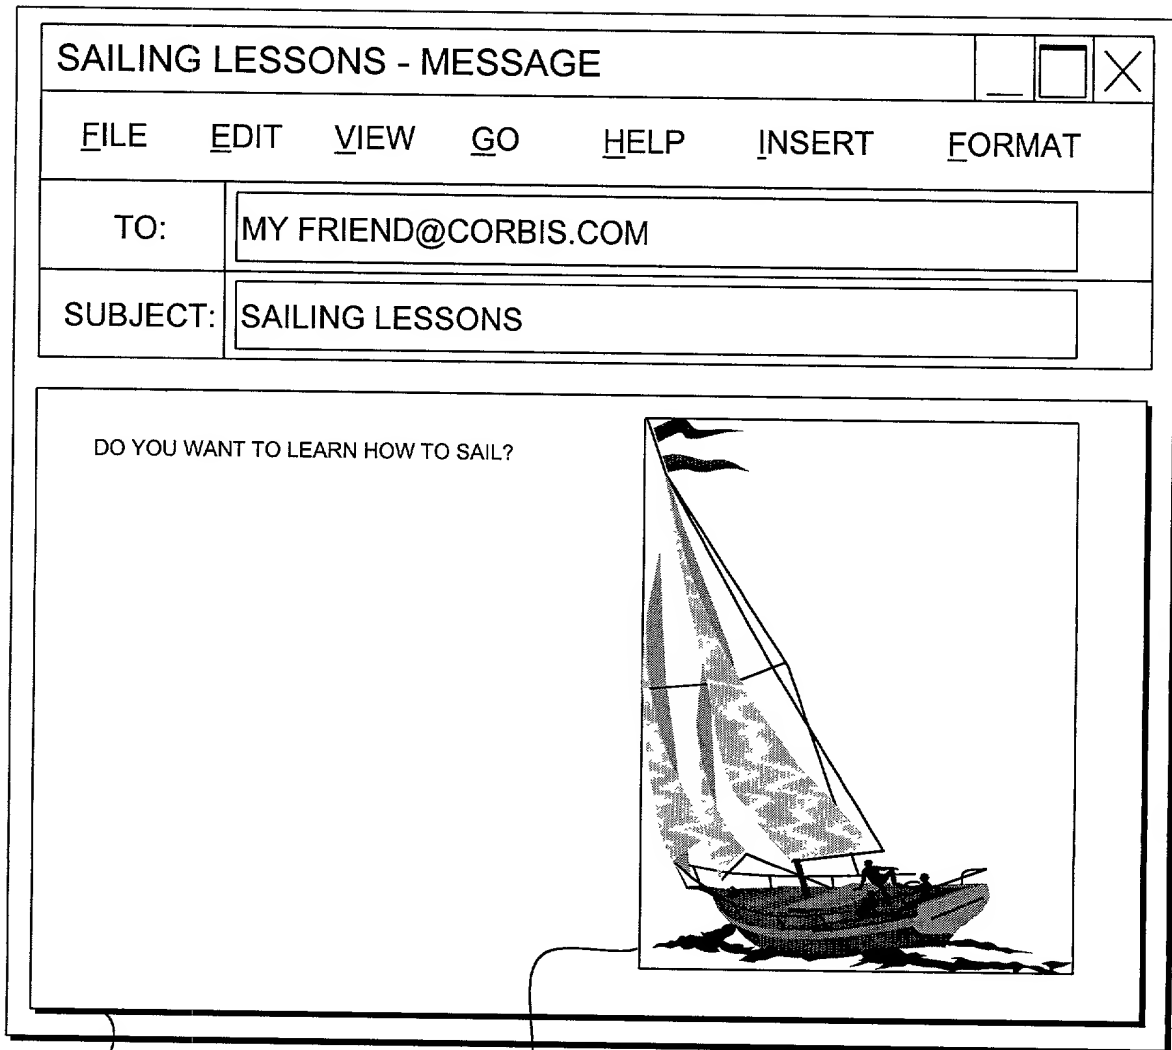 SAILING LESSONS - MESSAGE
FILE EDIT VIEW GO HELP INSERT FORMAT
TO: MY FRIEND@CORBIS.COM
SUBJECT: SAILING LESSONS
DO YOU WANT TO LEARN HOW TO SAIL?